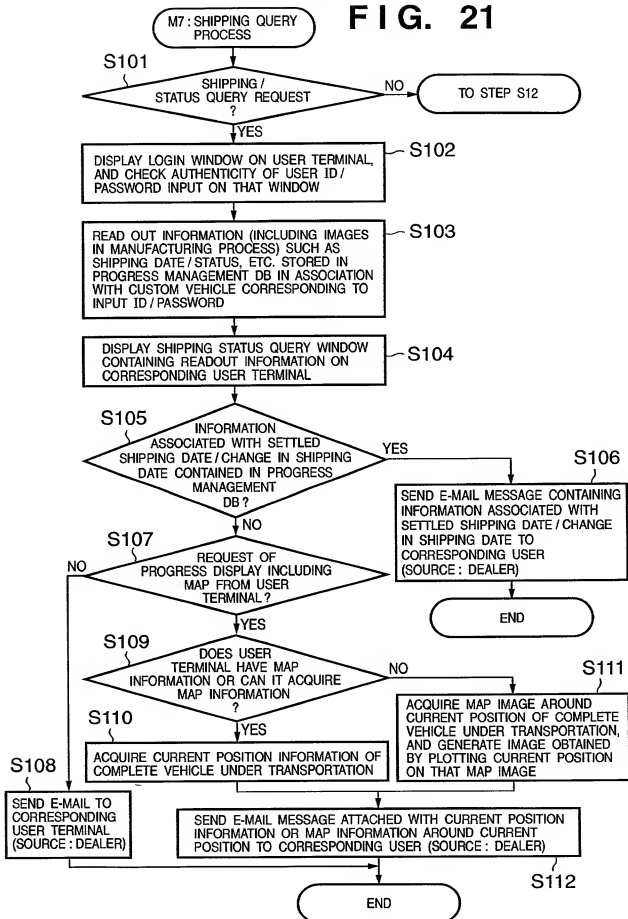 FIG. 21
M7 : SHIPPING QUERY
PROCESS
S101
SHIPPING /
STATUS QUERY REQUEST
?
NO
TO STEP S12
YES
S102
DISPLAY LOGIN WINDOW ON USER TERMINAL,
AND CHECK AUTHENTICITY OF USER ID /
PASSWORD INPUT ON THAT WINDOW
S103
READ OUT INFORMATION (INCLUDING IMAGES
IN MANUFACTURING PROCESS) SUCH AS
SHIPPING DATE / STATUS, ETC. STORED IN
PROGRESS MANAGEMENT DB IN ASSOCIATION
WITH CUSTOM VEHICLE CORRESPONDING TO
INPUT ID / PASSWORD
S104
DISPLAY SHIPPING STATUS QUERY WINDOW
CONTAINING READOUT INFORMATION ON
CORRESPONDING USER TERMINAL
S105
INFORMATION
ASSOCIATED WITH SETTLED
SHIPPING DATE / CHANGE IN SHIPPING
DATE CONTAINED IN PROGRESS
MANAGEMENT
DB ?
YES
S106
SEND E-MAIL MESSAGE CONTAINING
INFORMATION ASSOCIATED WITH
SETTLED SHIPPING DATE / CHANGE
IN SHIPPING DATE TO
CORRESPONDING USER
(SOURCE : DEALER)
END
NO
S107
REQUEST OF
PROGRESS DISPLAY INCLUDING
MAP FROM USER
TERMINAL ?
NO
YES
S109
DOES USER
TERMINAL HAVE MAP
INFORMATION OR CAN IT ACQUIRE
MAP INFORMATION
?
NO
S111
ACQUIRE MAP IMAGE AROUND
CURRENT POSITION OF COMPLETE
VEHICLE UNDER TRANSPORTATION,
AND GENERATE IMAGE OBTAINED
BY PLOTTING CURRENT POSITION
ON THAT MAP IMAGE
YES
S110
ACQUIRE CURRENT POSITION INFORMATION OF
COMPLETE VEHICLE UNDER TRANSPORTATION
S108
SEND E-MAIL TO
CORRESPONDING
USER TERMINAL
(SOURCE : DEALER)
SEND E-MAIL MESSAGE ATTACHED WITH CURRENT POSITION
INFORMATION OR MAP INFORMATION AROUND CURRENT
POSITION TO CORRESPONDING USER (SOURCE : DEALER)
S112
END